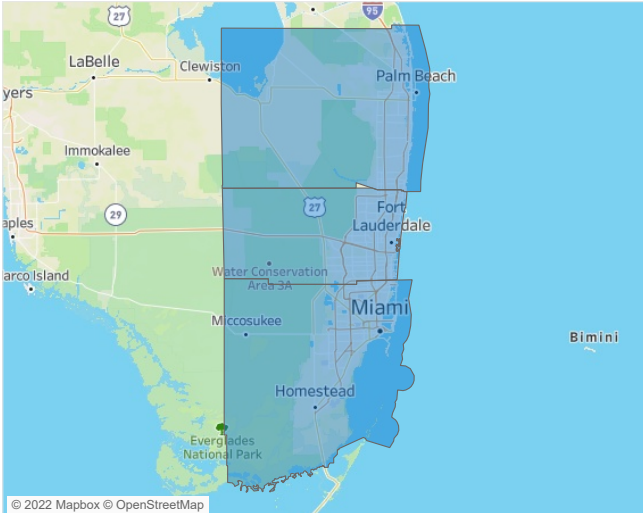 27
95
LaBelle
Clewiston
Palm Beach
yers
Immokalee
29
27
Fort
Lauderdale
aples
Water Conservation
Area 3A
arco Island
Miami
Miccosukee
Bimini
Homestead
Everglades
National Park
© 2022 Mapbox © OpenStreetMap